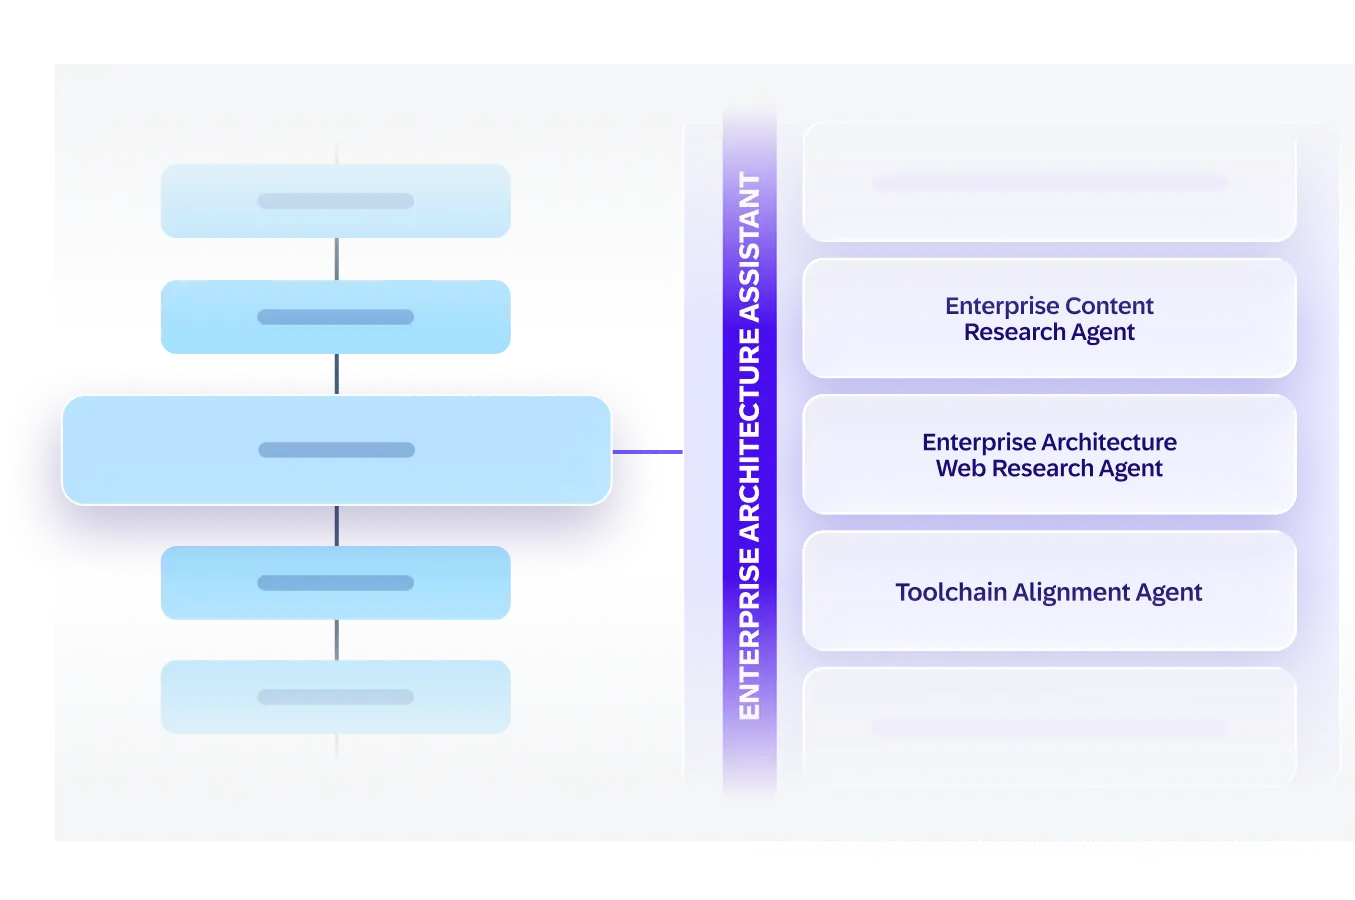 ENTERPRISE ARCHITECTURE ASSISTANT
Enterprise Content
Research Agent
Enterprise Architecture
Web Research Agent
Toolchain Alignment Agent